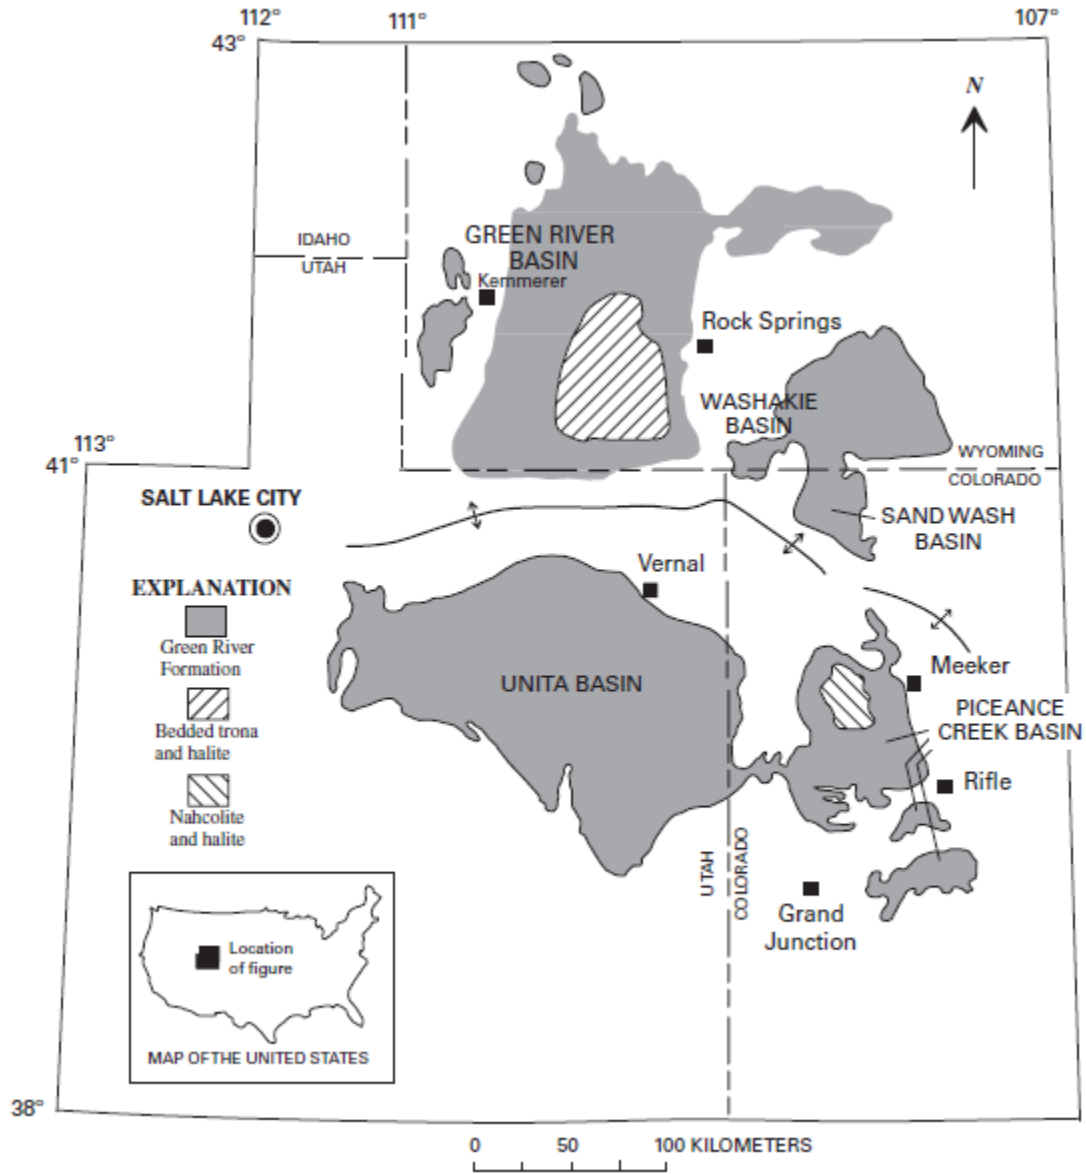 112°
111°
107°
43°
N
IDAHO
UTAH
GREEN RIVER
BASIN
Kemmerer
Rock Springs
WASHAKIE
BASIN
113°
41°
WYOMING
COLORADO
SALT LAKE CITY
SAND WASH
BASIN
Vernal
EXPLANATION
Green River
Formation
Bedded trona
and halite
Nahcolite
and halite
UNITA BASIN
Meeker
PICEANCE
CREEK BASIN
Rifle
UTAH
COLORADO
Grand
Junction
Location
of figure
MAP OF THE UNITED STATES
38°
0 50 100 KILOMETERS